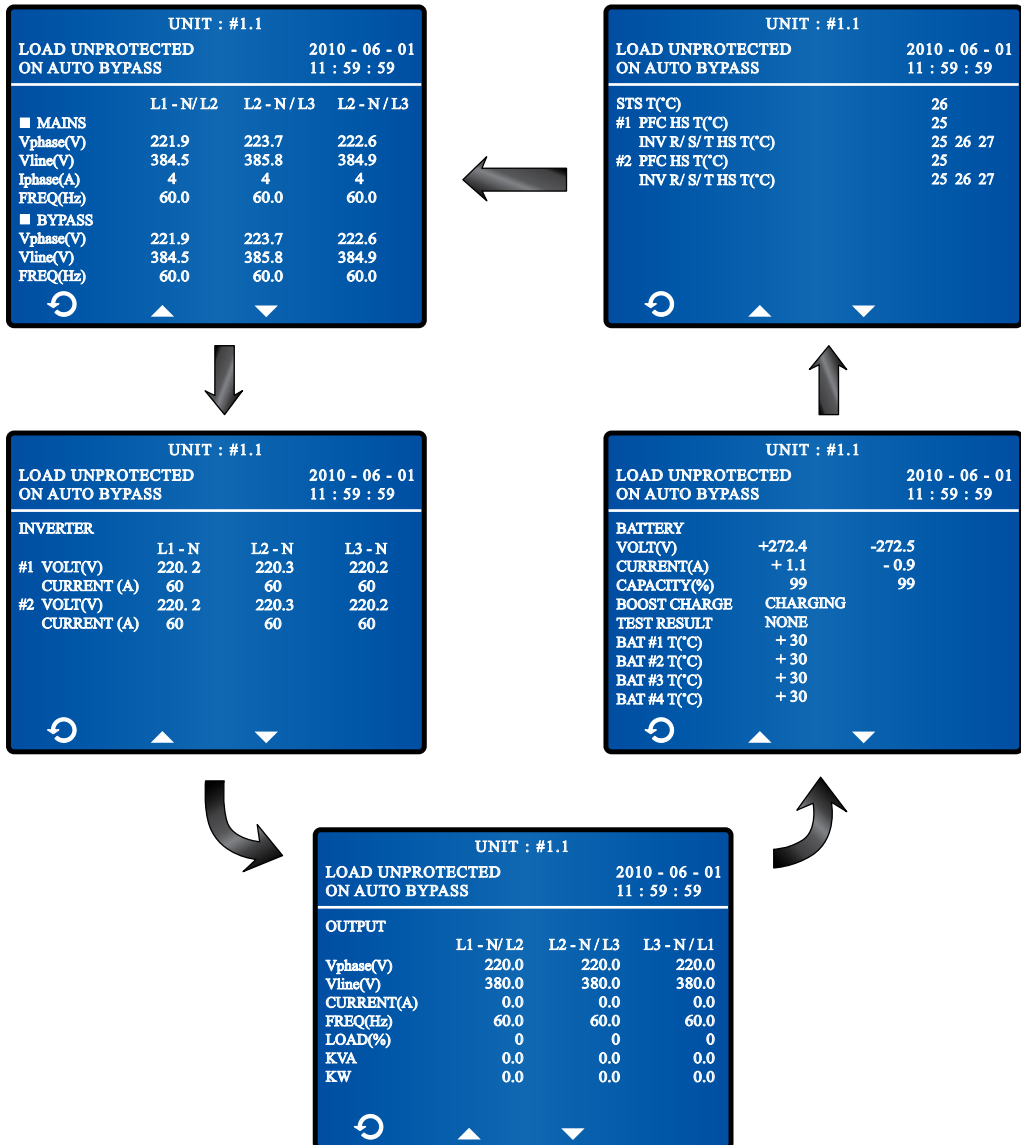 UNIT : #1.1
LOAD UNPROTECTED 2010 - 06 - 01
ON AUTO BYPASS 11 : 59 : 59
L1 - N/ L2 L2 - N / L3 L2 - N / L3
■ MAINS
Vphase(V) 221.9 223.7 222.6
Vline(V) 384.5 385.8 384.9
Iphase(A) 4 4 4
FREQ(Hz) 60.0 60.0 60.0
■ BYPASS
Vphase(V) 221.9 223.7 222.6
Vline(V) 384.5 385.8 384.9
FREQ(Hz) 60.0 60.0 60.0
UNIT : #1.1
LOAD UNPROTECTED 2010 - 06 - 01
ON AUTO BYPASS 11 : 59 : 59
STS T(°C) 26
#1 PFC HS T(°C) 25
INV R/ S/ T HS T(°C) 25 26 27
#2 PFC HS T(°C) 25
INV R/ S/ T HS T(°C) 25 26 27
UNIT : #1.1
LOAD UNPROTECTED 2010 - 06 - 01
ON AUTO BYPASS 11 : 59 : 59
INVERTER
L1 - N L2 - N L3 - N
#1 VOLT(V) 220. 2 220.3 220.2
CURRENT (A) 60 60 60
#2 VOLT(V) 220. 2 220.3 220.2
CURRENT (A) 60 60 60
UNIT : #1.1
LOAD UNPROTECTED 2010 - 06 - 01
ON AUTO BYPASS 11 : 59 : 59
BATTERY
VOLT(V) +272.4 -272.5
CURRENT(A) + 1.1 - 0.9
CAPACITY(%) 99 99
BOOST CHARGE CHARGING
TEST RESULT NONE
BAT #1 T(°C) + 30
BAT #2 T(°C) + 30
BAT #3 T(°C) + 30
BAT #4 T(°C) + 30
UNIT : #1.1
LOAD UNPROTECTED 2010 - 06 - 01
ON AUTO BYPASS 11 : 59 : 59
OUTPUT
L1 - N/ L2 L2 - N / L3 L3 - N / L1
Vphase(V) 220.0 220.0 220.0
Vline(V) 380.0 380.0 380.0
CURRENT(A) 0.0 0.0 0.0
FREQ(Hz) 60.0 60.0 60.0
LOAD(%) 0 0 0
KVA 0.0 0.0 0.0
KW 0.0 0.0 0.0